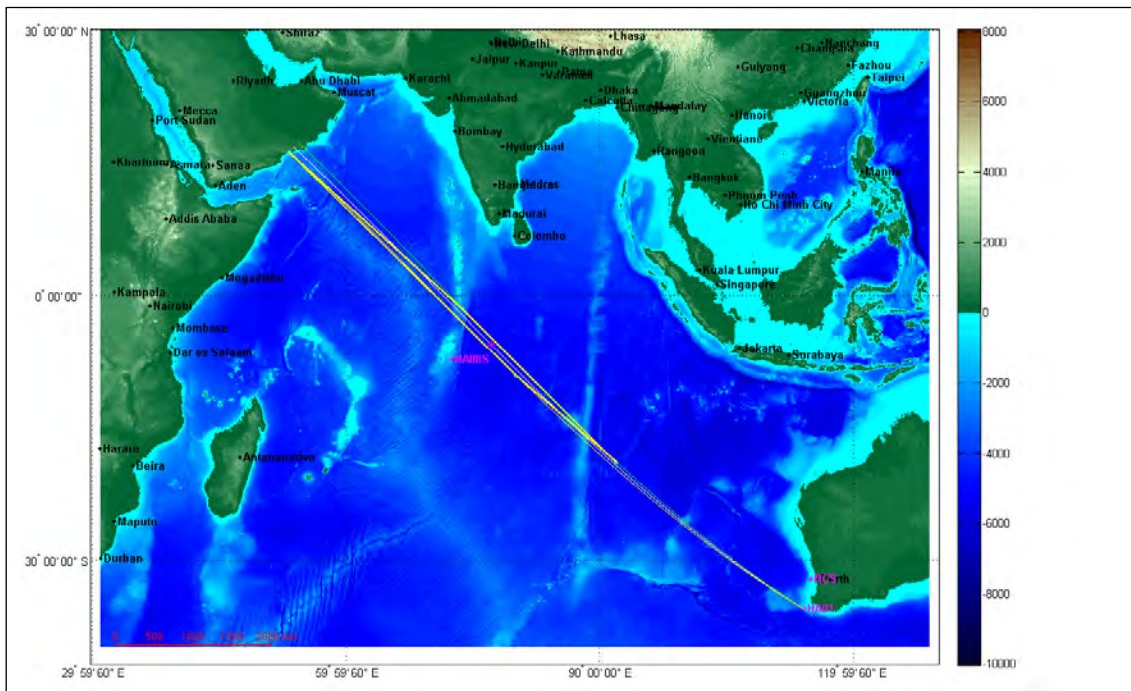 30° 00'00" N
Shiraz
Lhasa
Nanchang
8000
New Delhi
Kathmandu
Changsha
Jaipur
Kanpur
Guiyang
Fazhou
Riyadh
Abu Dhabi
Karachi
Taipei
Muscat
Dhaka
Guangzhou
6000
Ahmadabad
Calcutta
Mandalay
Victoria
Mecca
Chittagong
Port Sudan
Bombay
Hanoi
Hyderabad
Vientiane
4000
Rangoon
Khartoum
Asmara
Sanaa
Bangkok
Manila
Aden
Madras
Phnom Penh
Ho Chi Minh City
Addis Ababa
Madurai
2000
Colombo
Mogadishu
Kuala Lumpur
Kampala
Singapore
0° 00'00"
Nairobi
0
Mombasa
Jakarta
Dar es Salaam
HA08S
Surabaya
-2000
Harare
Antananarivo
Beira
-4000
Maputo
-6000
30° 00'00" S
Durban
HA01
-8000
0
500
1000
1500
-10000
29° 59'60" E
59° 59'60" E
90° 00'00" E
119° 59'60" E